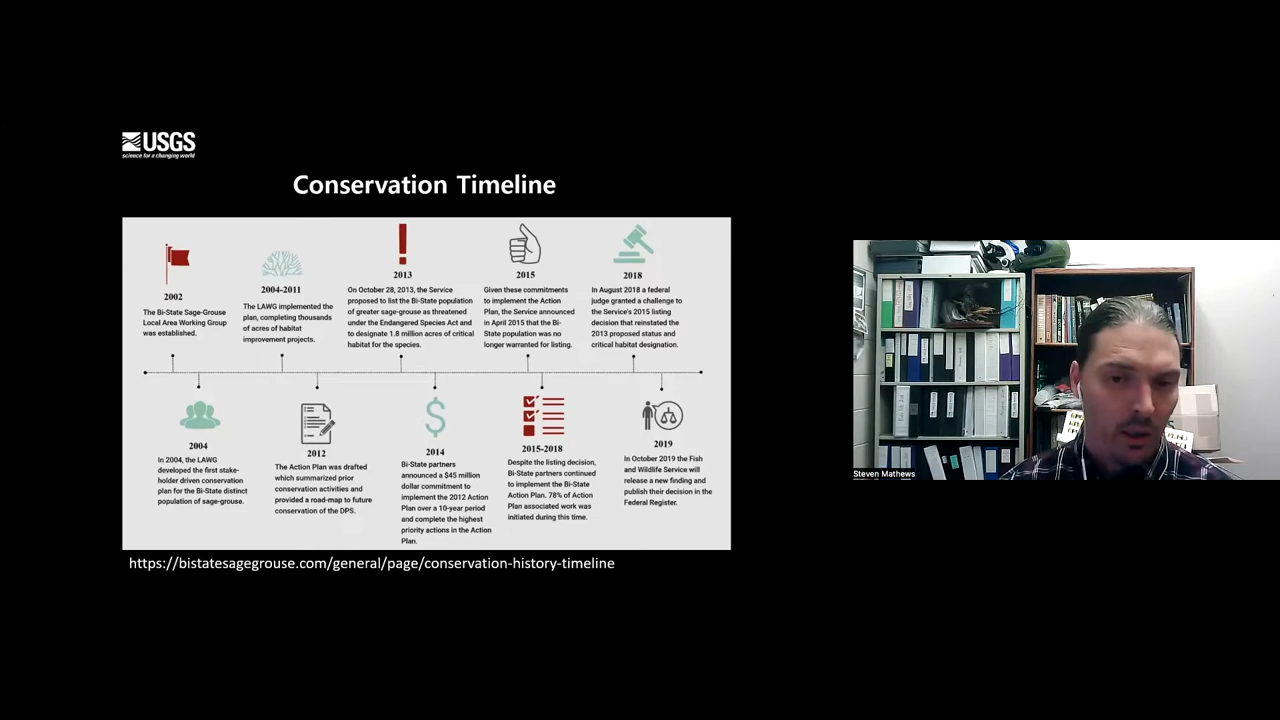 USGS
science for a changing world
Conservation Timeline
2002
The Bi-State Sage-Grouse
Local Area Working Group
was established.
2004-2011
The LAWG implemented the
plan, completing thousands
of acres of habitat
improvement projects.
2013
On October 28, 2013, the Service
proposed to list the Bi-State population
of greater sage-grouse as threatened
under the Endangered Species Act and
to designate 1.8 million acres of critical
habitat for the species.
2015
Given these commitments
to implement the Action
Plan, the Service announced
in April 2015 that the Bi-
State population was no
longer warranted for listing.
2018
In August 2018 a federal
judge granted a challenge to
the Service's 2015 listing
decision that reinstated the
2013 proposed status and
critical habitat designation.
2004
In 2004, the LAWG
developed the first stake-
holder driven conservation
plan for the Bi-State distinct
population of sage-grouse.
2012
The Action Plan was drafted
which summarized prior
conservation activities and
provided a road-map to future
conservation of the DPS.
2014
Bi-State partners
announced a $45 million
dollar commitment to
implement the 2012 Action
Plan over a 10-year period
and complete the highest
priority actions in the Action
Plan.
2015-2018
Despite the listing decision,
Bi-State partners continued
to implement the Bi-State
Action Plan. 78% of Action
Plan associated work was
initiated during this time.
2019
In October 2019 the Fish
and Wildlife Service will
release a new finding and
publish their decision in the
Federal Register.
https://bistatesagegrouse.com/general/page/conservation-history-timeline
Steven Mathews